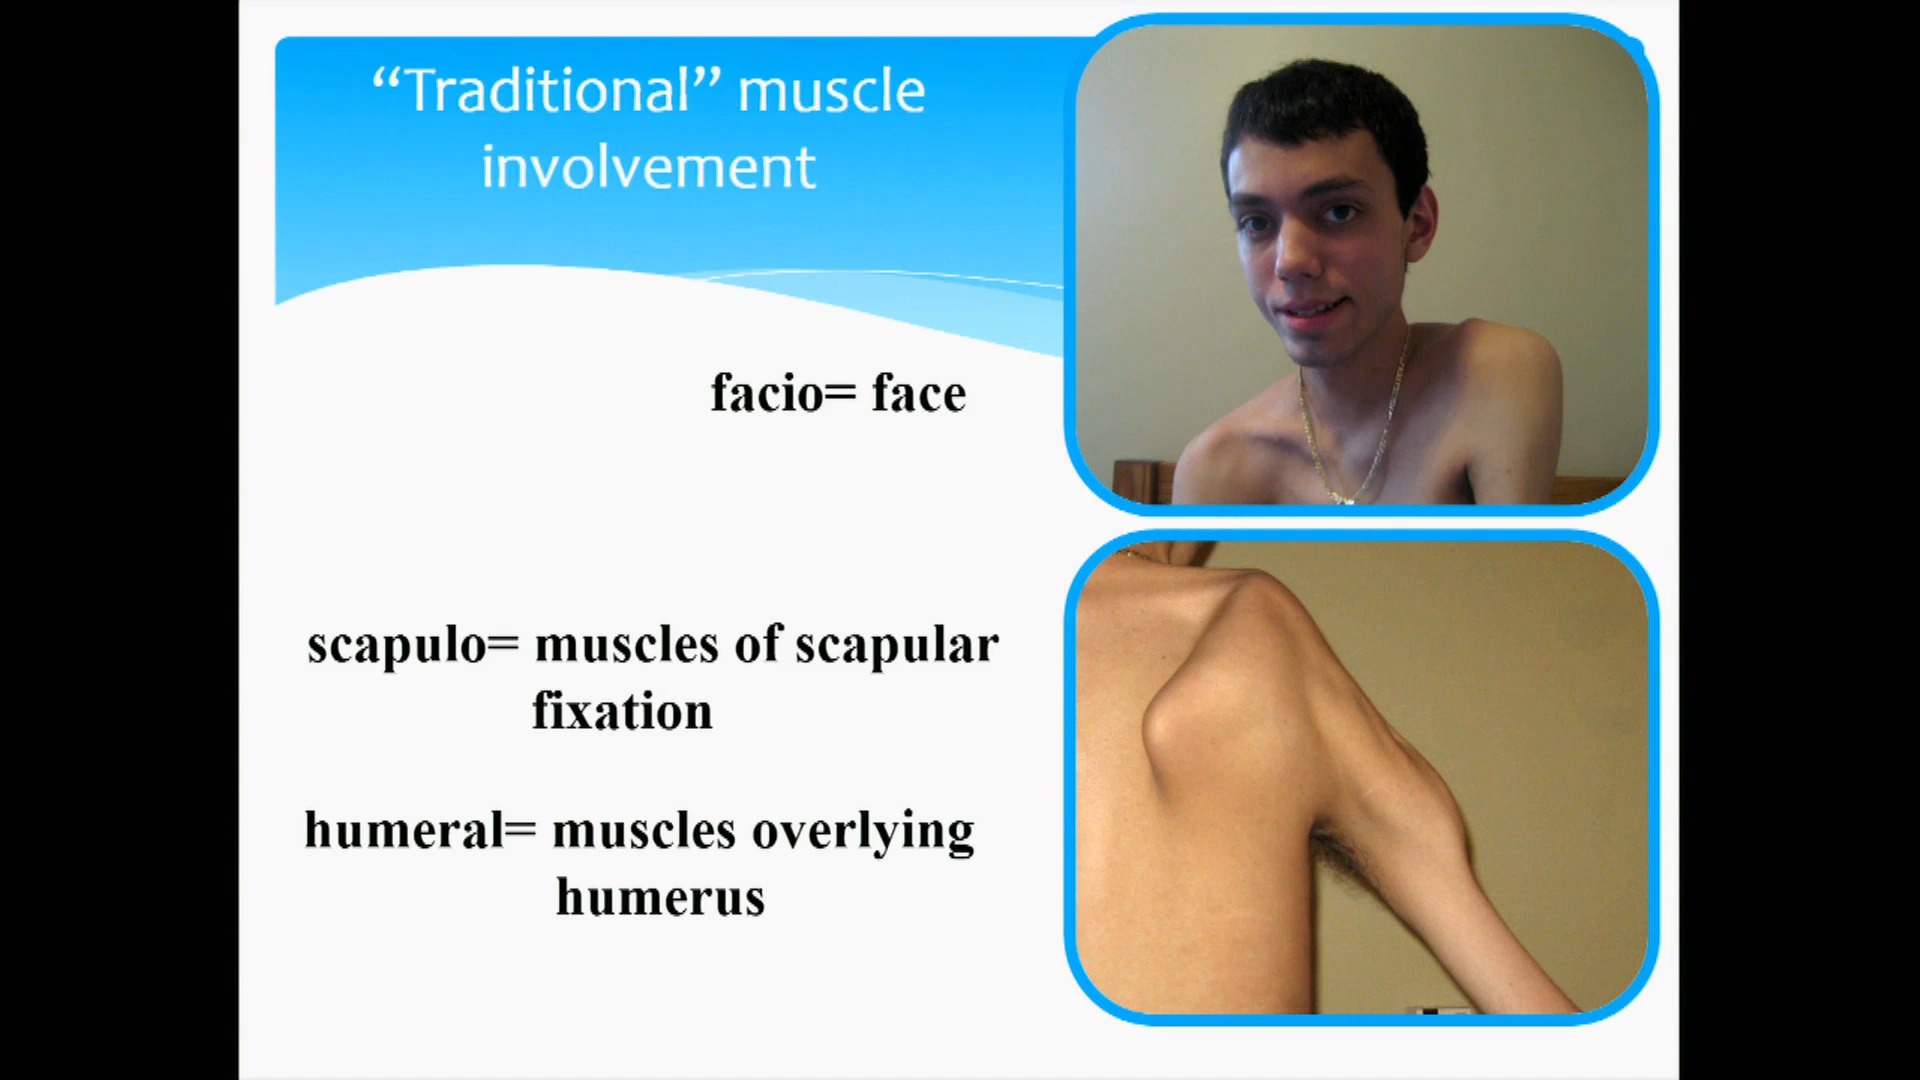 “Traditional” muscle
involvement
facio= face
scapulo= muscles of scapular
fixation
humeral= muscles overlying
humerus